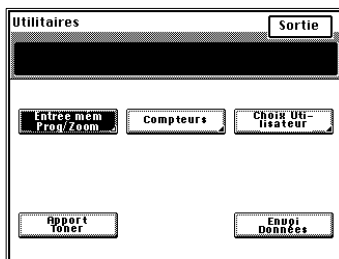 Utilitaires
Sortie
Entrée mém
Prog/Zoom
Compteurs
Choix Uti-
lisateur
Apport
Toner
Envoi
Données